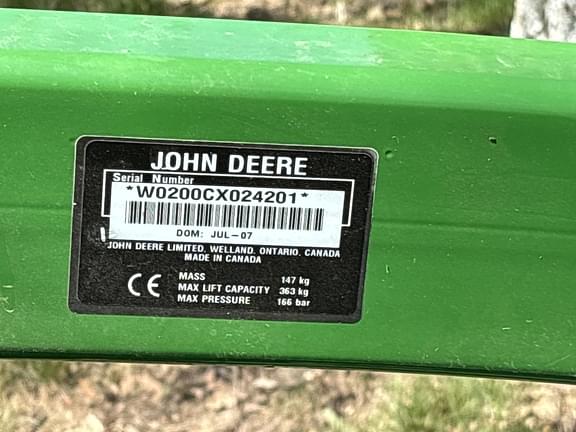 JOHN DEERE
Serial Number
*W0200CX024201*
DOM: JUL-07
JOHN DEERE LIMITED, WELLAND, ONTARIO, CANADA
MADE IN CANADA
CE
MASS 147 kg
MAX LIFT CAPACITY 363 kg
MAX PRESSURE 166 bar